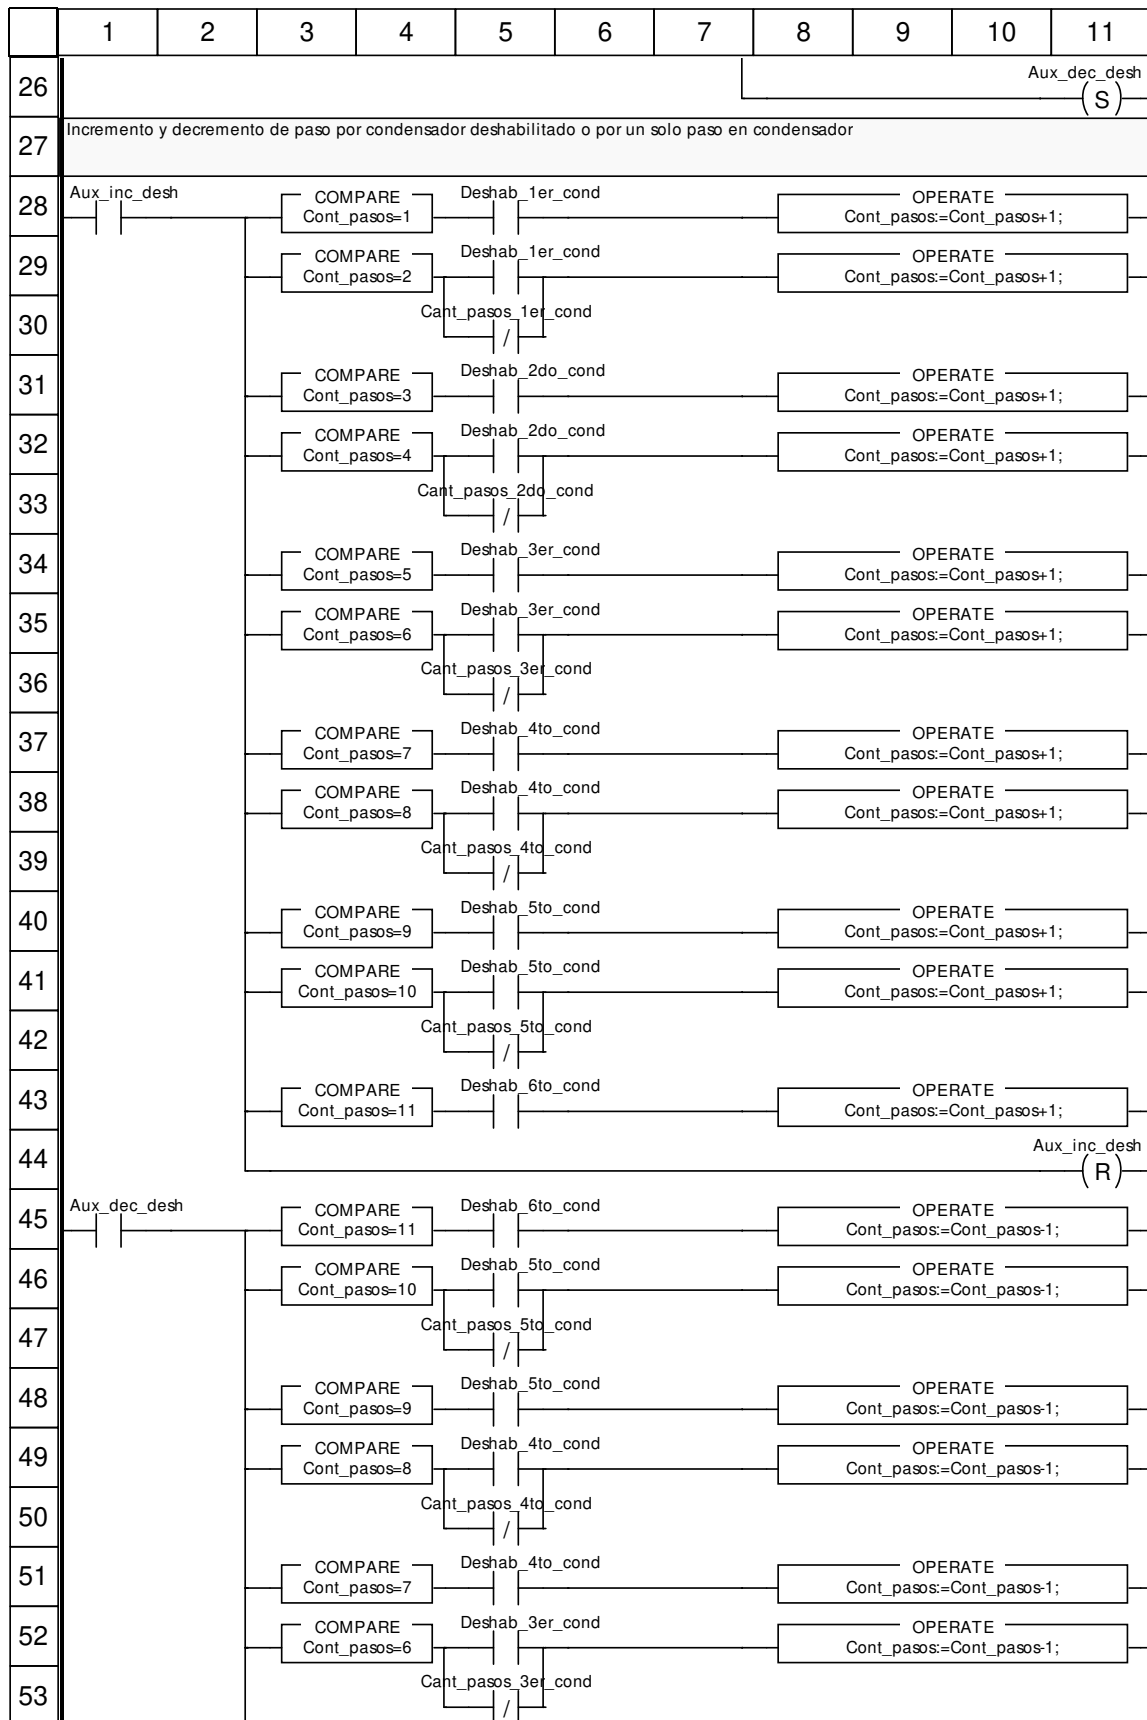 1 2 3 4 5 6 7 8 9 10 11
26
Aux_dec_desh
S
27
Incremento y decremento de paso por condensador deshabilitado o por un solo paso en condensador
28
Aux_inc_desh
COMPARE
Cont_pasos=1
Deshab_1er_cond
OPERATE
Cont_pasos:=Cont_pasos+1;
29
COMPARE
Cont_pasos=2
Deshab_1er_cond
OPERATE
Cont_pasos:=Cont_pasos+1;
30
Cant_pasos_1er_cond
/
31
COMPARE
Cont_pasos=3
Deshab_2do_cond
OPERATE
Cont_pasos:=Cont_pasos+1;
32
COMPARE
Cont_pasos=4
Deshab_2do_cond
OPERATE
Cont_pasos:=Cont_pasos+1;
33
Cant_pasos_2do_cond
/
34
COMPARE
Cont_pasos=5
Deshab_3er_cond
OPERATE
Cont_pasos:=Cont_pasos+1;
35
COMPARE
Cont_pasos=6
Deshab_3er_cond
OPERATE
Cont_pasos:=Cont_pasos+1;
36
Cant_pasos_3er_cond
/
37
COMPARE
Cont_pasos=7
Deshab_4to_cond
OPERATE
Cont_pasos:=Cont_pasos+1;
38
COMPARE
Cont_pasos=8
Deshab_4to_cond
OPERATE
Cont_pasos:=Cont_pasos+1;
39
Cant_pasos_4to_cond
/
40
COMPARE
Cont_pasos=9
Deshab_5to_cond
OPERATE
Cont_pasos:=Cont_pasos+1;
41
COMPARE
Cont_pasos=10
Deshab_5to_cond
OPERATE
Cont_pasos:=Cont_pasos+1;
42
Cant_pasos_5to_cond
/
43
COMPARE
Cont_pasos=11
Deshab_6to_cond
OPERATE
Cont_pasos:=Cont_pasos+1;
44
Aux_inc_desh
R
45
Aux_dec_desh
COMPARE
Cont_pasos=11
Deshab_6to_cond
OPERATE
Cont_pasos:=Cont_pasos-1;
46
COMPARE
Cont_pasos=10
Deshab_5to_cond
OPERATE
Cont_pasos:=Cont_pasos-1;
47
Cant_pasos_5to_cond
/
48
COMPARE
Cont_pasos=9
Deshab_5to_cond
OPERATE
Cont_pasos:=Cont_pasos-1;
49
COMPARE
Cont_pasos=8
Deshab_4to_cond
OPERATE
Cont_pasos:=Cont_pasos-1;
50
Cant_pasos_4to_cond
/
51
COMPARE
Cont_pasos=7
Deshab_4to_cond
OPERATE
Cont_pasos:=Cont_pasos-1;
52
COMPARE
Cont_pasos=6
Deshab_3er_cond
OPERATE
Cont_pasos:=Cont_pasos-1;
53
Cant_pasos_3er_cond
/